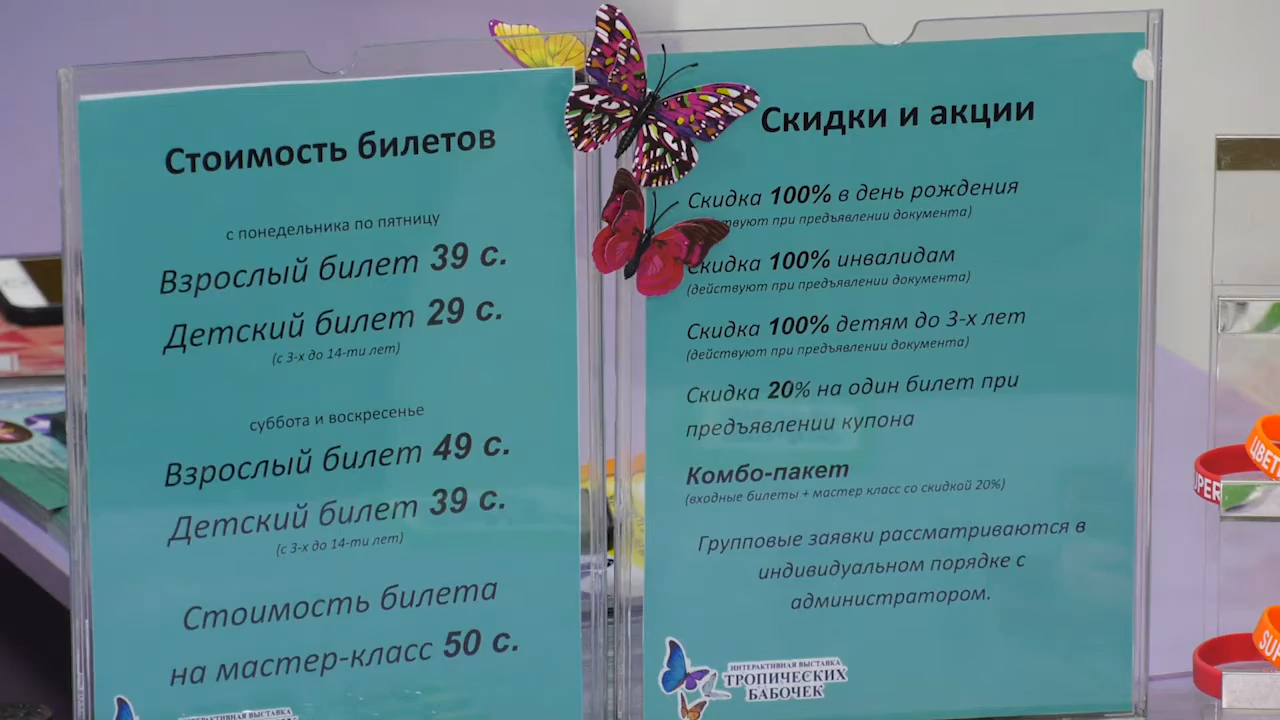 Стоимость билетов
с понедельника по пятницу
Взрослый билет 39 с.
Детский билет 29 с.
(с 3-х до 14-ти лет)
суббота и воскресенье
Взрослый билет 49 с.
Детский билет 39 с.
(с 3-х до 14-ти лет)
Стоимость билета
на мастер-класс 50 с.
ИНТЕРАКТИВНАЯ ВЫСТАВКА
Скидки и акции
Скидка 100% в день рождения
при предъявлении документа)
Скидка 100% инвалидам
(действуют при предъявлении документа)
Скидка 100% детям до 3-х лет
(действуют при предъявлении документа)
Скидка 20% на один билет при
предъявлении купона
Комбо-пакет
(входные билеты + мастер класс со скидкой 20%)
Групповые заявки рассматриваются в
индивидуальном порядке с
администратором.
ИНТЕРАКТИВНАЯ ВЫСТАВКА
ТРОПИЧЕСКИХ
БАБОЧЕК